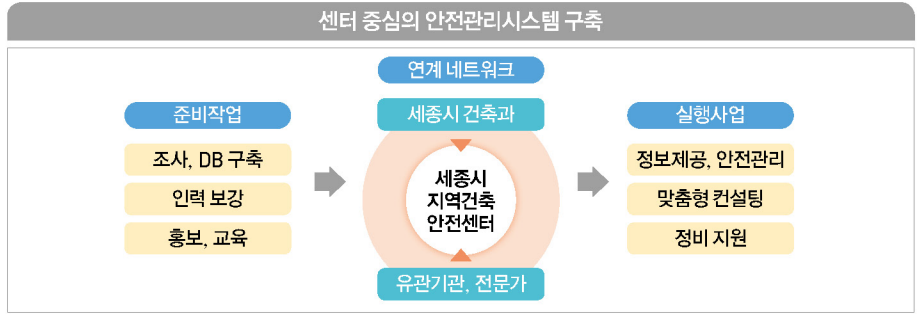 센터 중심의 안전관리시스템 구축
준비작업
조사, DB 구축
인력 보강
홍보, 교육
연계 네트워크
세종시 건축과
세종시
지역건축
안전센터
유관기관, 전문가
실행사업
정보제공, 안전관리
맞춤형 컨설팅
정비 지원